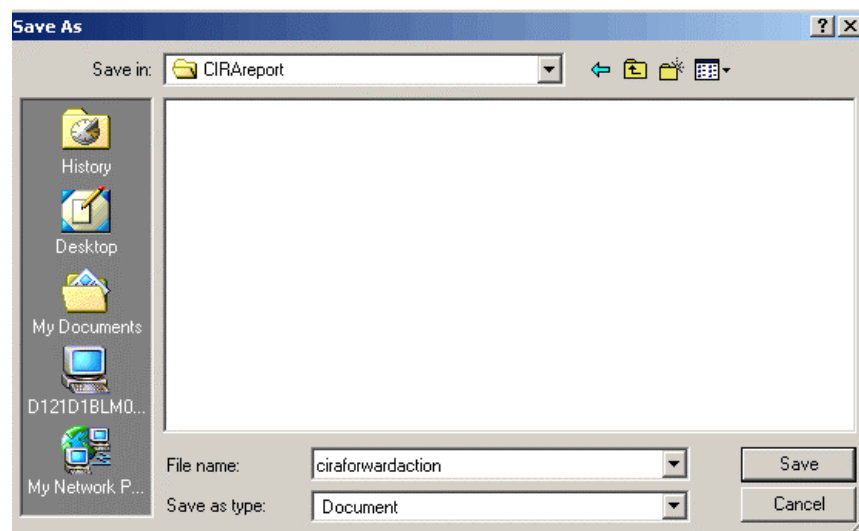 Save As
Save in: CIRAreport
History
Desktop
My Documents
D121D1BLM0...
My Network P...
File name: ciraforwardaction
Save
Save as type: Document
Cancel